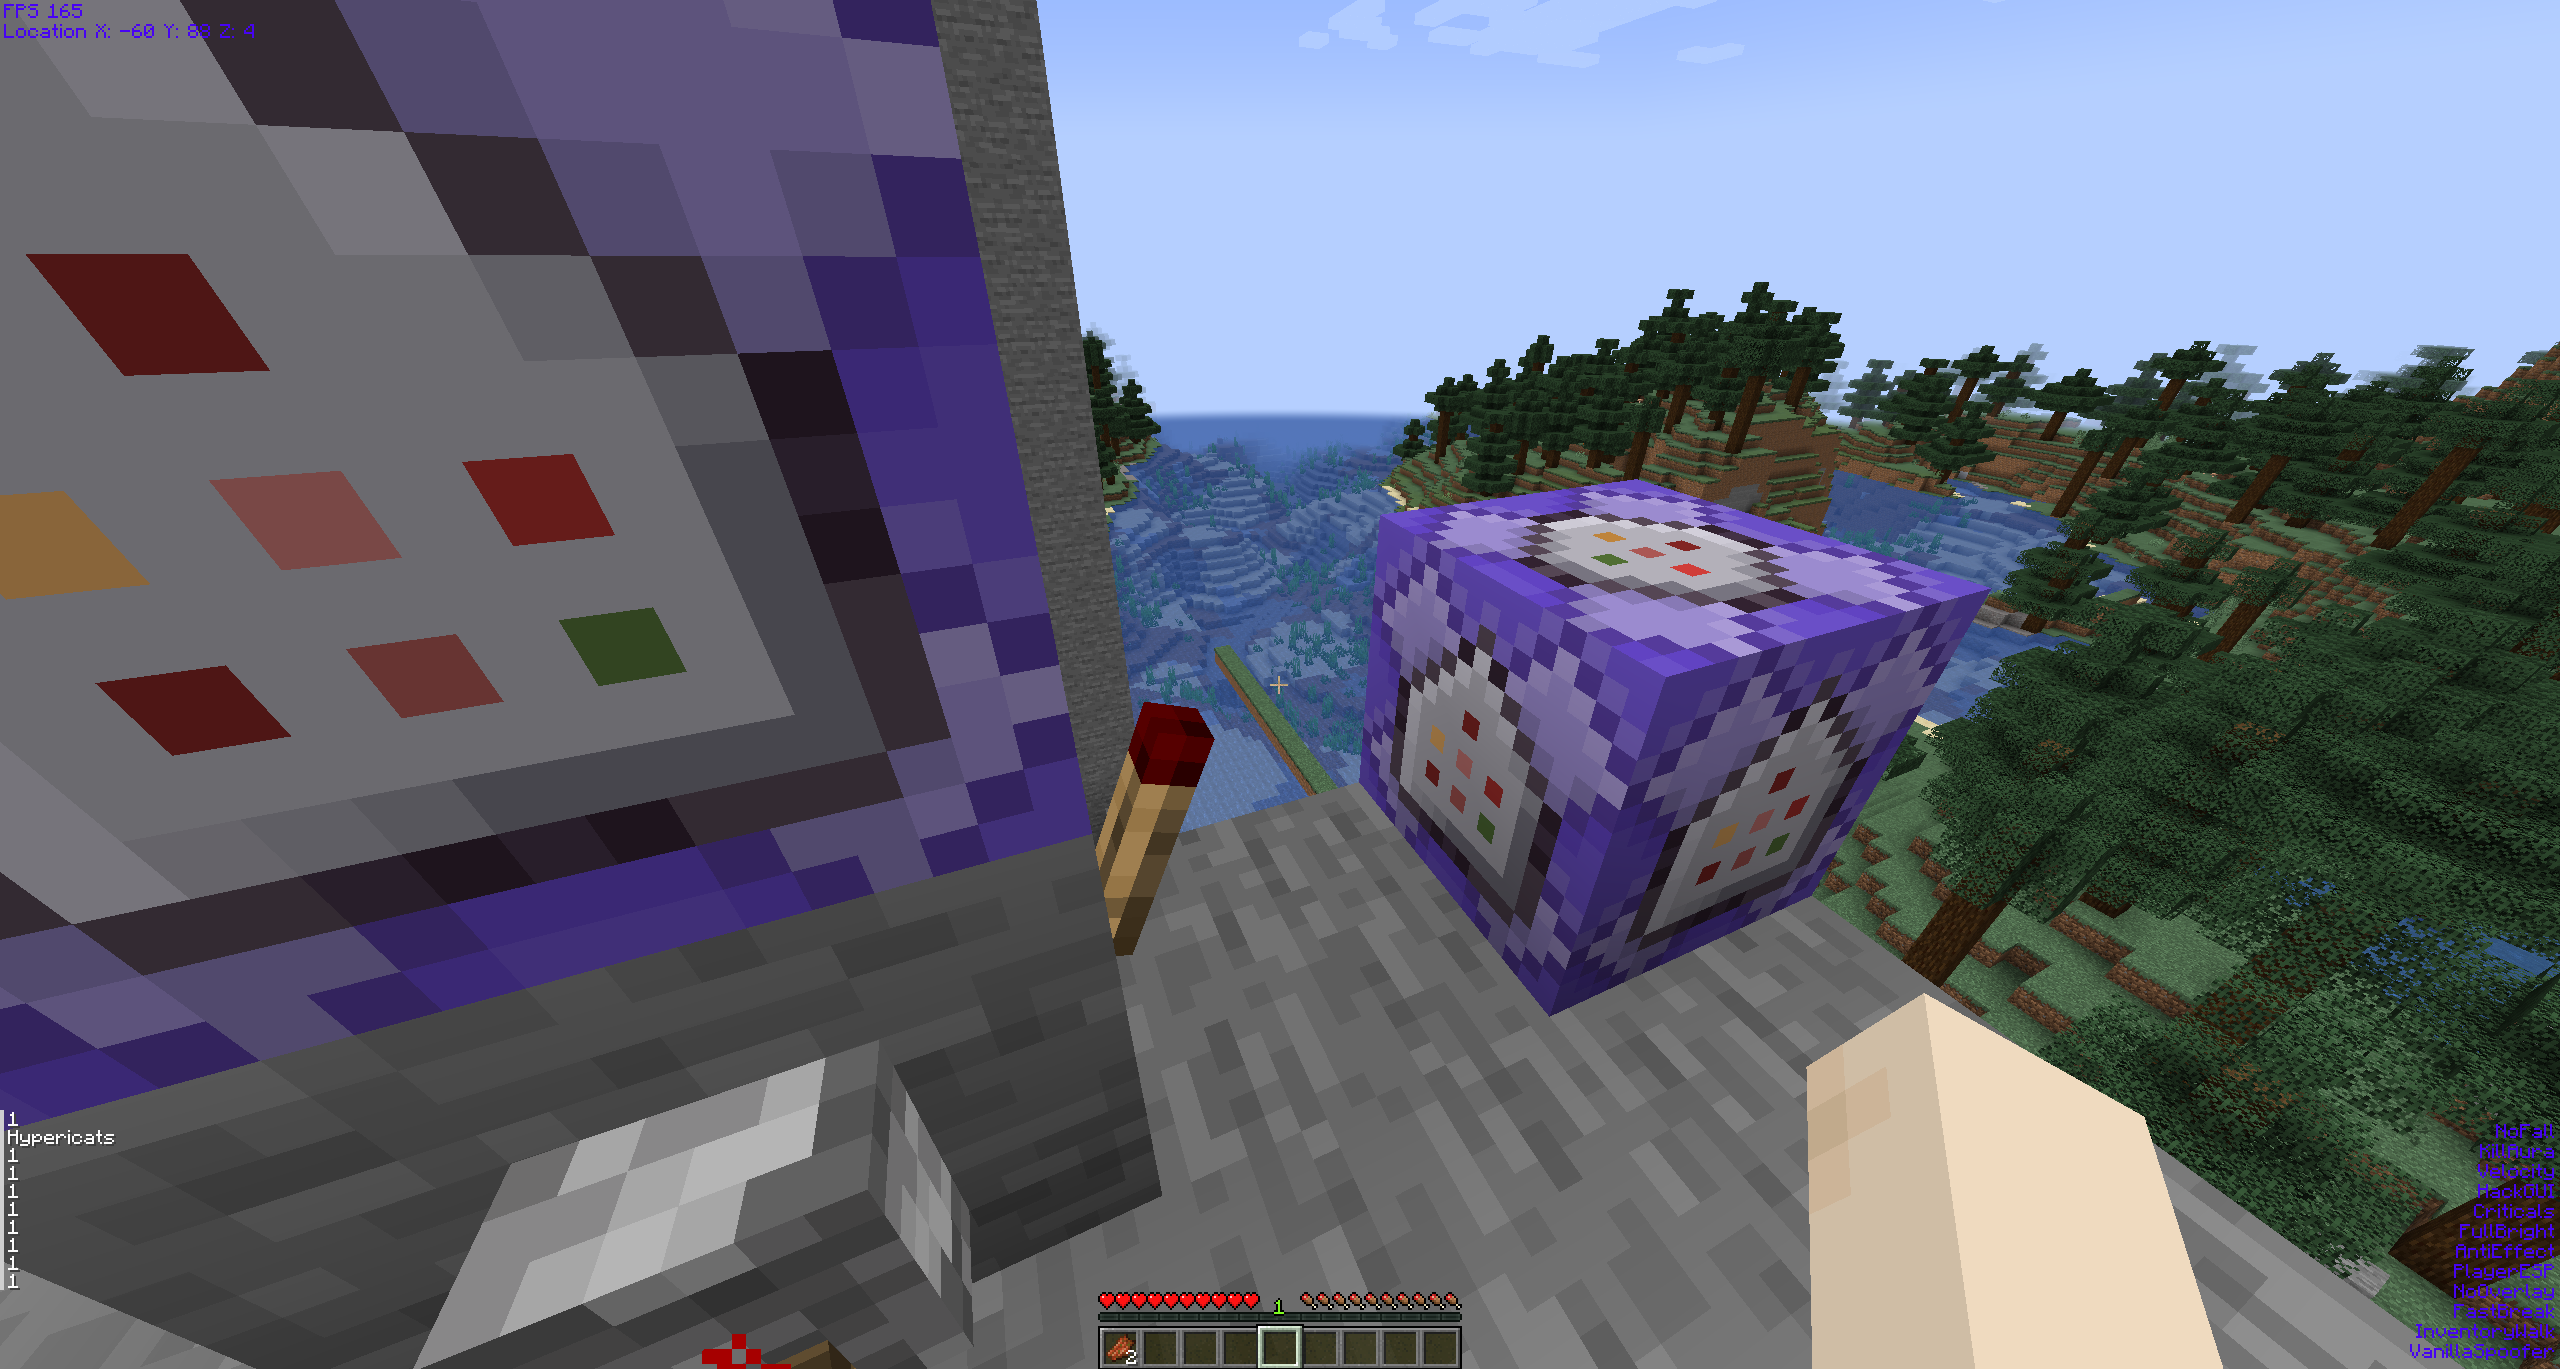 FPS 165
Location X: -60 Y: 88 Z: 4
1
Hypericats
1
1
1
1
1
1
1
1
NoFall
KillAura
Velocity
HackGUI
Criticals
FullBright
AntiEffect
PlayerESP
NoOverlay
FastBreak
InventoryWalk
VanillaSpoofer
1
2